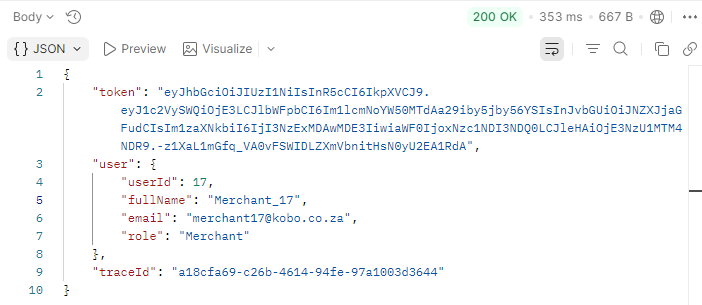 Body
200 OK • 353 ms • 667 B
{} JSON Preview Visualize
1 {
2 "token": "eyJhbGciOiJIUzI1NiIsInR5cCI6IkpXVCJ9.
eyJ1c2VySWQiOjE3LCJlbWFpbCI6Im1lcmNoYW50MTdAa29iby5jby56YSIsInJvbGUiOiJNZXJjaG
FudCIsIm1zaXNkbiI6IjI3NzExMDAwMDE3IiwiaWF0IjoxNzc1NDI3NDQ0LCJleHAiOjE3NzU1MTM4
NDR9.-z1XaL1mGfq_VA0vFSWIDLZXmVbnitHsN0yU2EA1RdA",
3 "user": {
4 "userId": 17,
5 "fullName": "Merchant_17",
6 "email": "merchant17@kobo.co.za",
7 "role": "Merchant"
8 },
9 "traceId": "a18cfa69-c26b-4614-94fe-97a1003d3644"
10 }